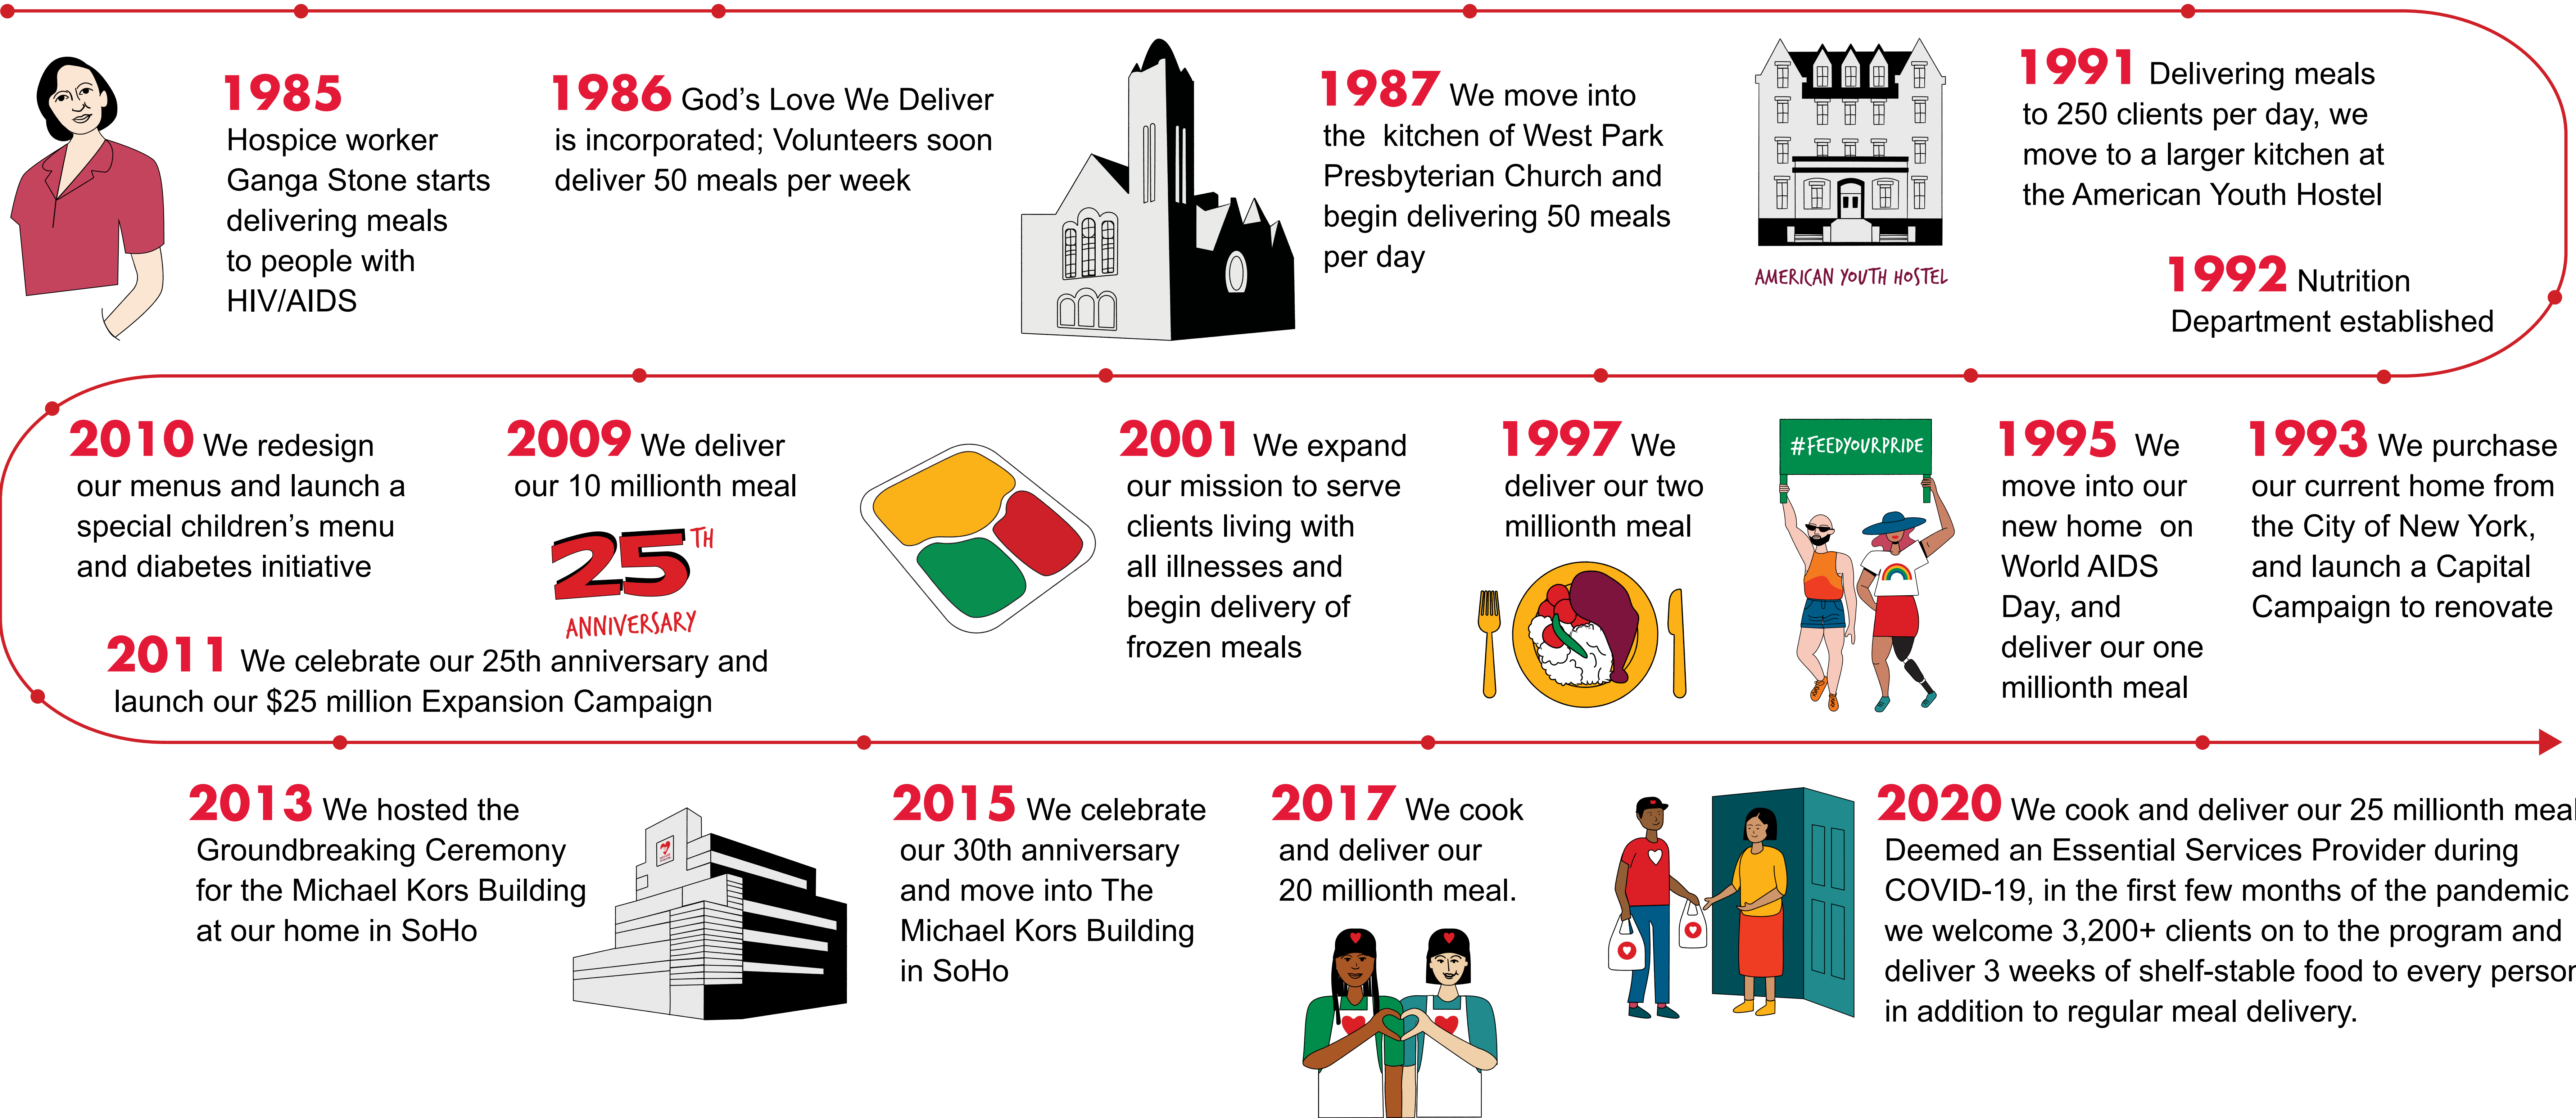 1985
Hospice worker
Ganga Stone starts
delivering meals
to people with
HIV/AIDS
1986 God's Love We Deliver
is incorporated; Volunteers soon
deliver 50 meals per week
1987 We move into
the kitchen of West Park
Presbyterian Church and
begin delivering 50 meals
per day
AMERICAN YOUTH HOSTEL
1991 Delivering meals
to 250 clients per day, we
move to a larger kitchen at
the American Youth Hostel
1992 Nutrition
Department established
1993 We purchase
our current home from
the City of New York,
and launch a Capital
Campaign to renovate
1995 We
move into our
new home on
World AIDS
Day, and
deliver our one
millionth meal
#FEEDYOURPRIDE
1997 We
deliver our two
millionth meal
2001 We expand
our mission to serve
clients living with
all illnesses and
begin delivery of
frozen meals
2009 We deliver
our 10 millionth meal
25TH
ANNIVERSARY
2010 We redesign
our menus and launch a
special children's menu
and diabetes initiative
2011 We celebrate our 25th anniversary and
launch our $25 million Expansion Campaign
2013 We hosted the
Groundbreaking Ceremony
for the Michael Kors Building
at our home in SoHo
2015 We celebrate
our 30th anniversary
and move into The
Michael Kors Building
in SoHo
2017 We cook
and deliver our
20 millionth meal.
2020 We cook and deliver our 25 millionth meal
Deemed an Essential Services Provider during
COVID-19, in the first few months of the pandemic
we welcome 3,200+ clients on to the program and
deliver 3 weeks of shelf-stable food to every person
in addition to regular meal delivery.